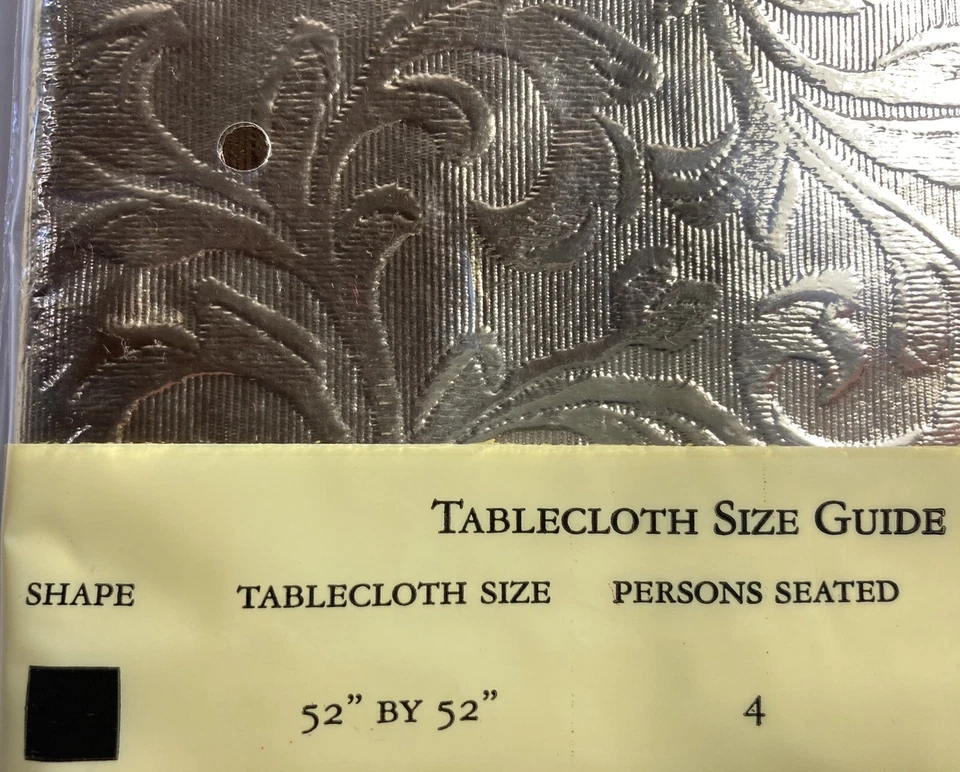 TABLECLOTH SIZE GUIDE
SHAPE TABLECLOTH SIZE PERSONS SEATED
52” BY 52” 4